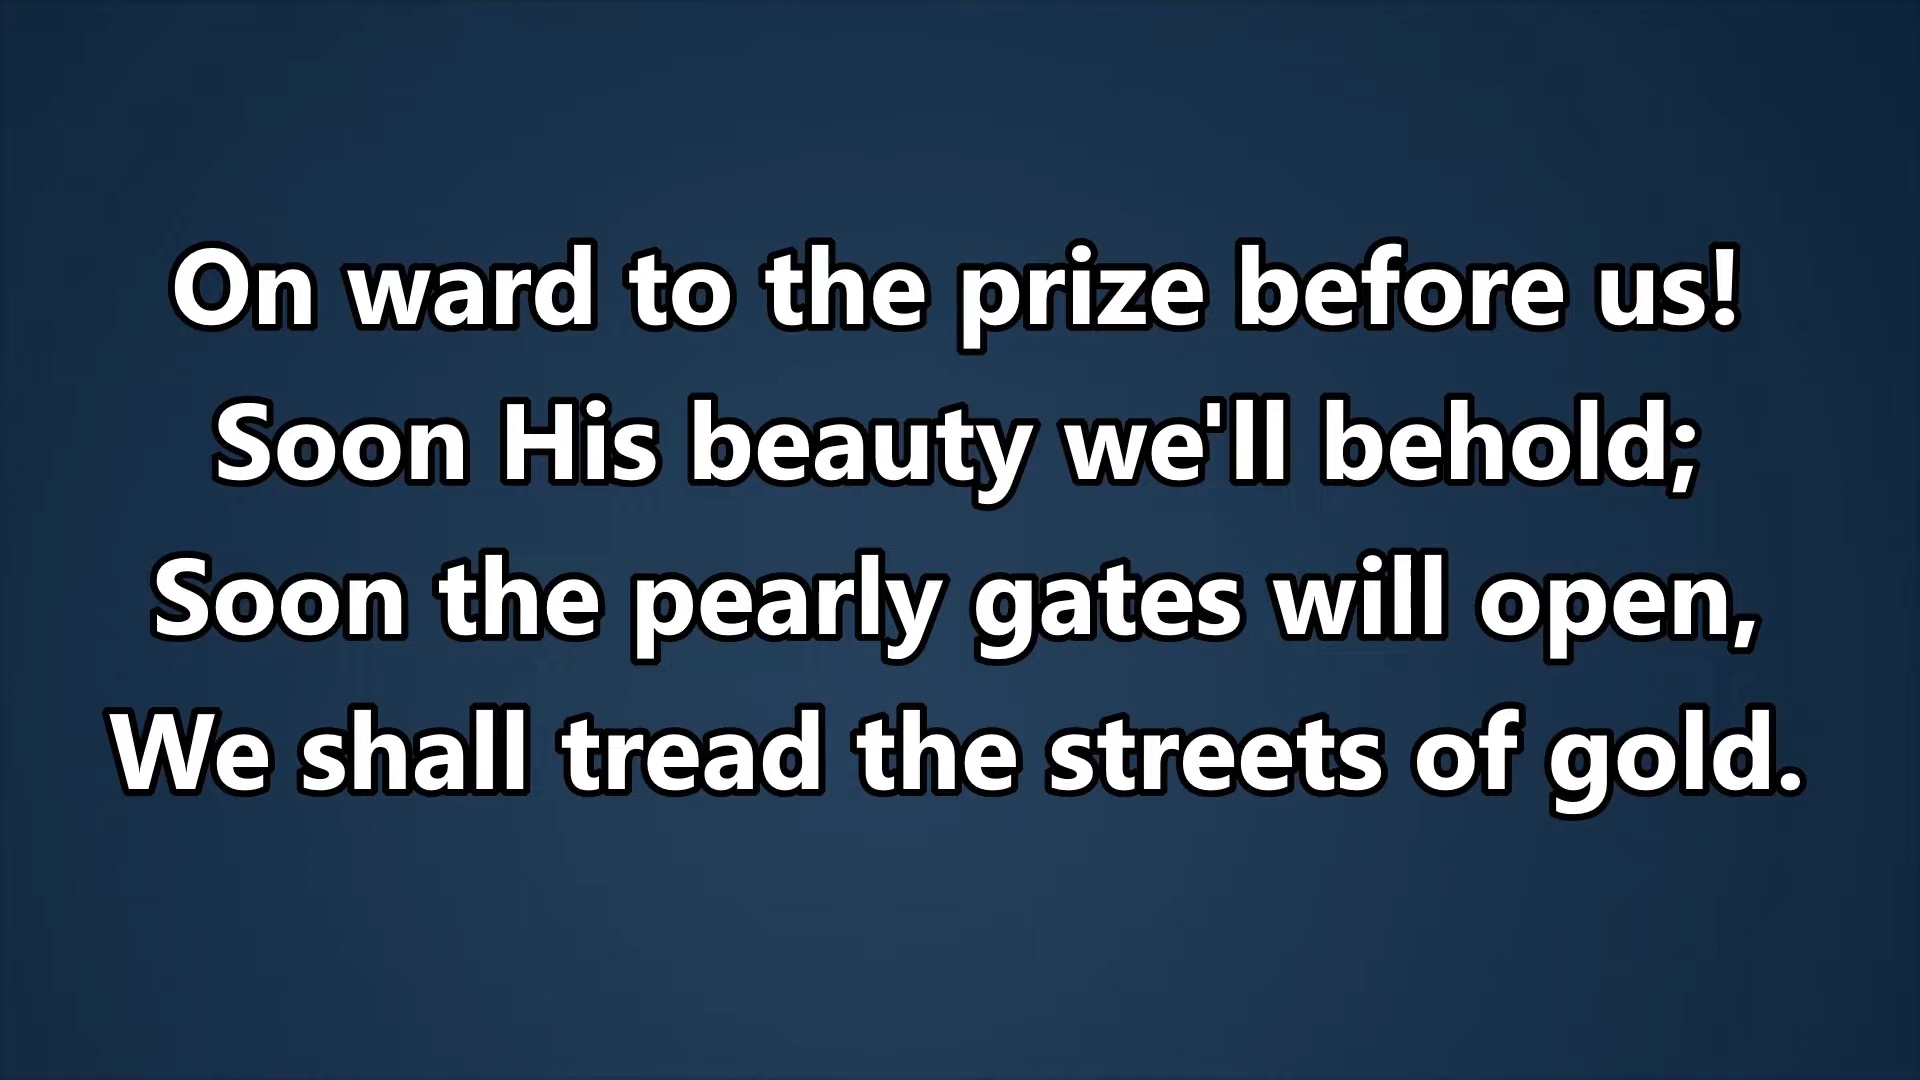 On ward to the prize before us!
Soon His beauty we'll behold;
Soon the pearly gates will open,
We shall tread the streets of gold.